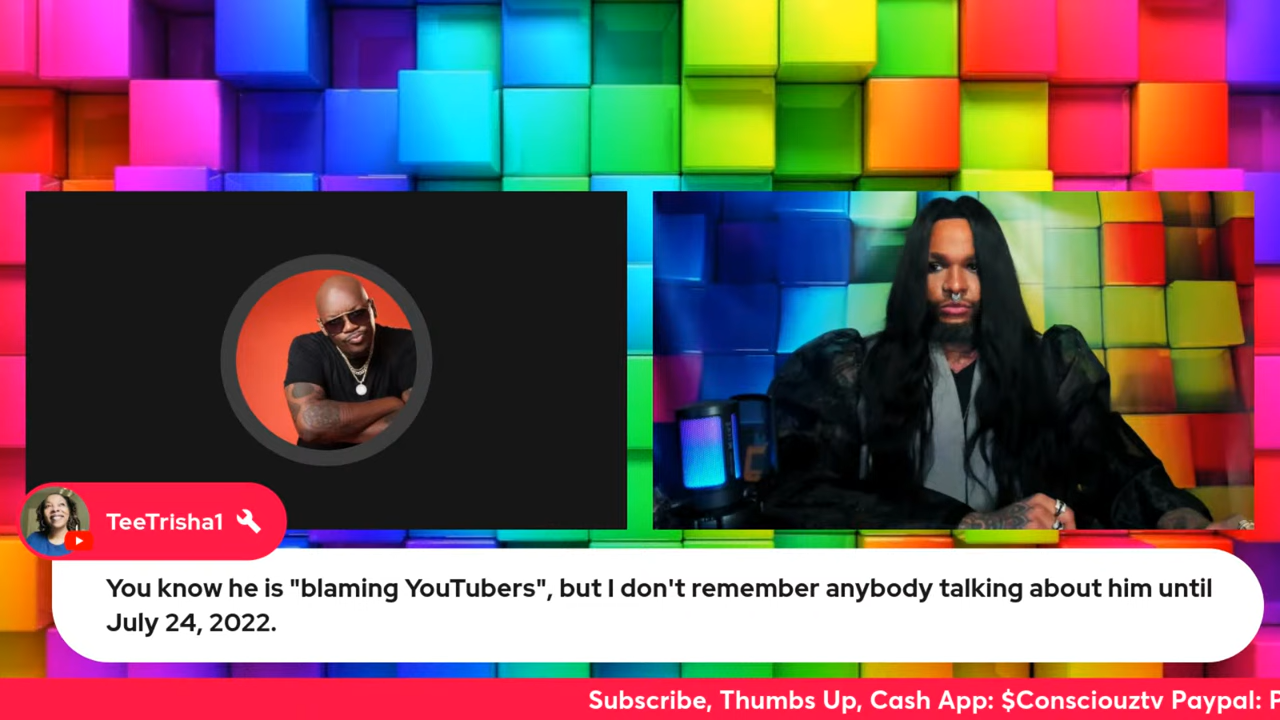 TeeTrisha1
You know he is "blaming YouTubers", but I don't remember anybody talking about him until
July 24, 2022.
Subscribe, Thumbs Up, Cash App: $Consciouztv Paypal: P